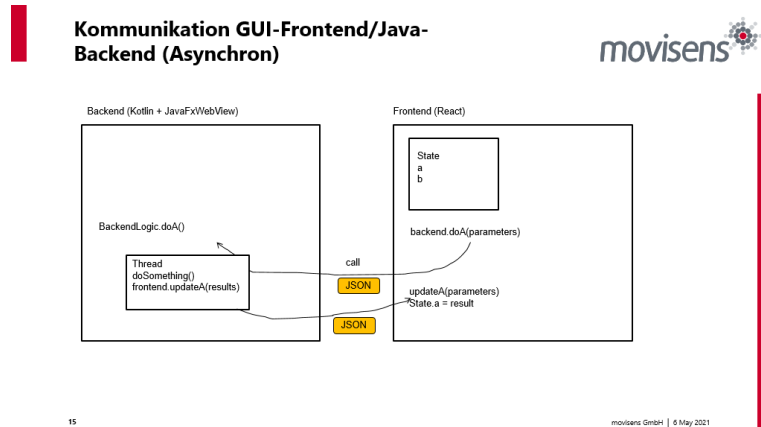 Kommunikation GUI-Frontend/Java-
Backend (Asynchron)
movisens
Backend (Kotlin + JavaFxWebView)
Frontend (React)
State
a
b
BackendLogic.doA()
backend.doA(parameters)
Thread
doSomething()
frontend.updateA(results)
call
JSON
updateA(parameters)
State.a = result
JSON
15
movisens GmbH | 6 May 2021